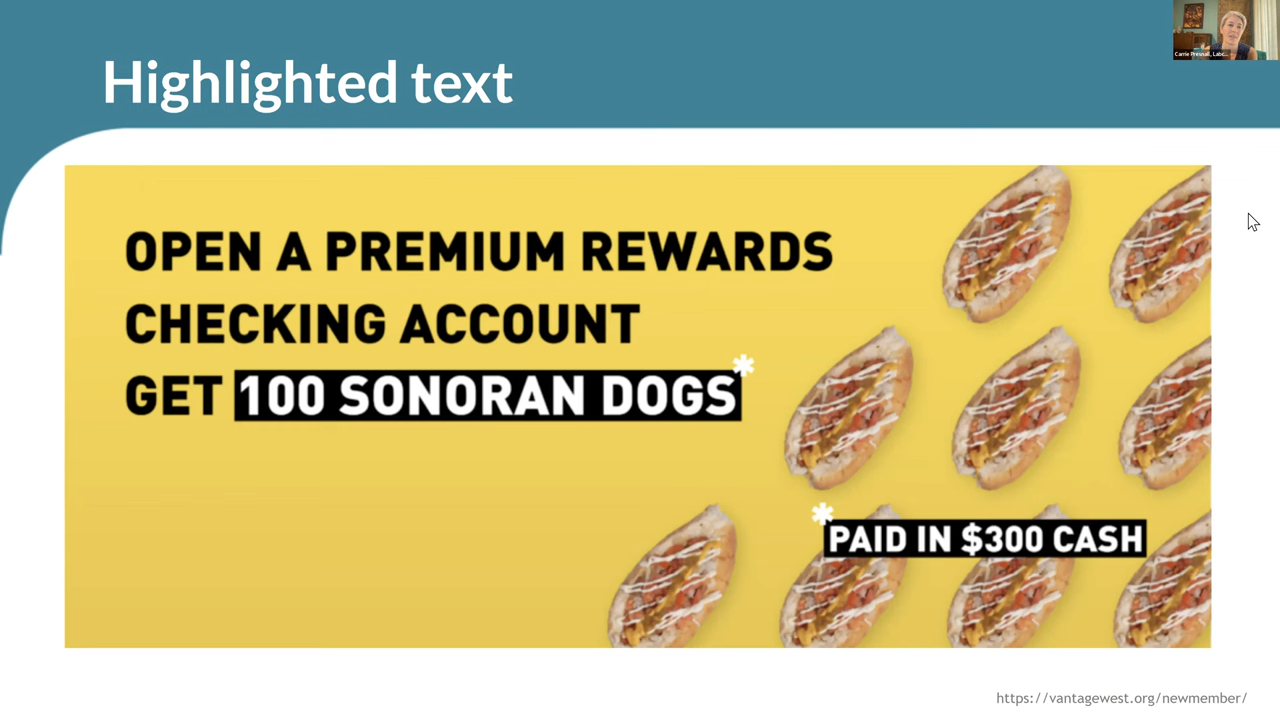 Highlighted text
OPEN A PREMIUM REWARDS
CHECKING ACCOUNT
GET 100 SONORAN DOGS*
*PAID IN $300 CASH
https://vantagewest.org/newmember/